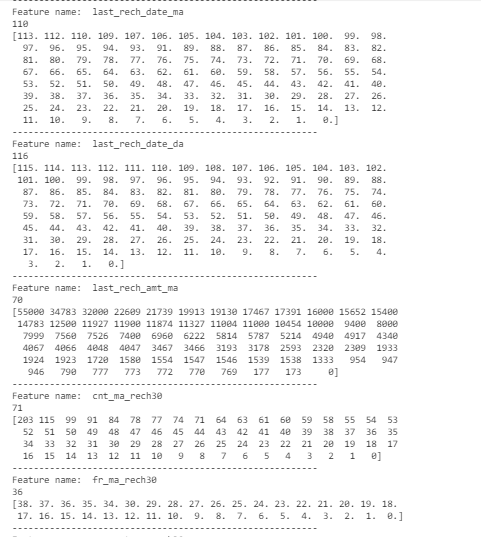 --------------------------------------------------
Feature name:  last_rech_date_ma
110
[113. 112. 110. 109. 107. 106. 105. 104. 103. 102. 101. 100.  99.  98.
97.  96.  95.  94.  93.  91.  89.  88.  87.  86.  85.  84.  83.  82.
81.  80.  79.  78.  77.  76.  75.  74.  73.  72.  71.  70.  69.  68.
67.  66.  65.  64.  63.  62.  61.  60.  59.  58.  57.  56.  55.  54.
53.  52.  51.  50.  49.  48.  47.  46.  45.  44.  43.  42.  41.  40.
39.  38.  37.  36.  35.  34.  33.  32.  31.  30.  29.  28.  27.  26.
25.  24.  23.  22.  21.  20.  19.  18.  17.  16.  15.  14.  13.  12.
11.  10.   9.   8.   7.   6.   5.   4.   3.   2.   1.   0.]
--------------------------------------------------
Feature name:  last_rech_date_da
116
[115. 114. 113. 112. 111. 110. 109. 108. 107. 106. 105. 104. 103. 102.
101. 100.  99.  98.  97.  96.  95.  94.  93.  92.  91.  90.  89.  88.
87.  86.  85.  84.  83.  82.  81.  80.  79.  78.  77.  76.  75.  74.
73.  72.  71.  70.  69.  68.  67.  66.  65.  64.  63.  62.  61.  60.
59.  58.  57.  56.  55.  54.  53.  52.  51.  50.  49.  48.  47.  46.
45.  44.  43.  42.  41.  40.  39.  38.  37.  36.  35.  34.  33.  32.
31.  30.  29.  28.  27.  26.  25.  24.  23.  22.  21.  20.  19.  18.
17.  16.  15.  14.  13.  12.  11.  10.   9.   8.   7.   6.   5.   4.
3.   2.   1.   0.]
--------------------------------------------------
Feature name:  last_rech_amt_ma
70
[55000 34783 32000 22609 21739 19913 19130 17467 17391 16000 15652 15400
14783 12500 11927 11900 11874 11327 11004 11000 10454 10000  9400  8000
7999  7560  7526  7400  6960  6222  5814  5787  5214  4940  4917  4340
4067  4066  4048  4047  3467  3466  3193  3178  2593  2320  2309  1933
1924  1923  1720  1580  1554  1547  1546  1539  1538  1333   954   947
946   790   777   773   772   770   769   177   173     0]
--------------------------------------------------
Feature name:  cnt_ma_rech30
71
[203 115  99  91  84  78  77  74  71  64  63  61  60  59  58  55  54  53
52  51  50  49  48  47  46  45  44  43  42  41  40  39  38  37  36  35
34  33  32  31  30  29  28  27  26  25  24  23  22  21  20  19  18  17
16  15  14  13  12  11  10   9   8   7   6   5   4   3   2   1   0]
--------------------------------------------------
Feature name:  fr_ma_rech30
36
[38. 37. 36. 35. 34. 30. 29. 28. 27. 26. 25. 24. 23. 22. 21. 20. 19. 18.
17. 16. 15. 14. 13. 12. 11. 10.  9.  8.  7.  6.  5.  4.  3.  2.  1.  0.]
--------------------------------------------------